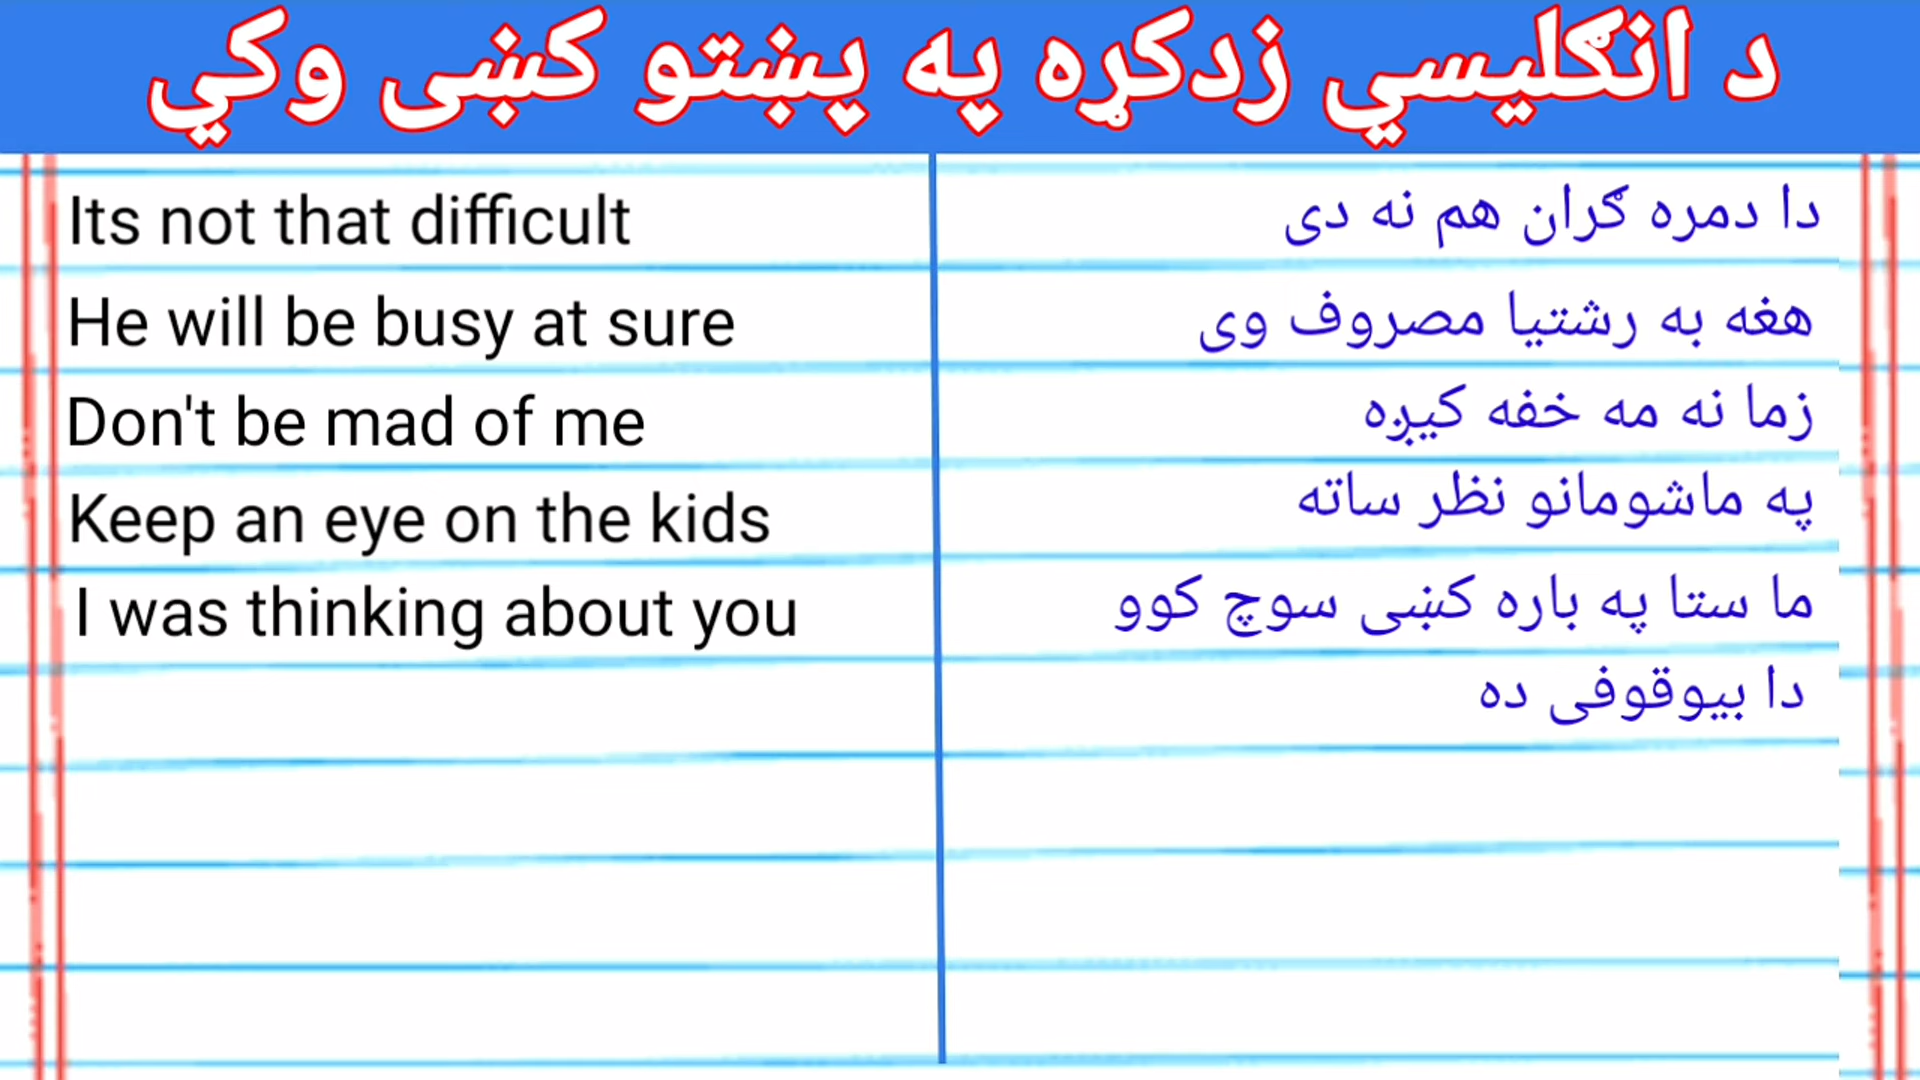 د انګلیسي زدکړه په پښتو کښی وکي
Its not that difficult
دا دمره ګران هم نه دی
He will be busy at sure
هغه به رشتیا مصروف وی
Don't be mad of me
زما نه مه خفه کیږه
Keep an eye on the kids
په ماشومانو نظر ساته
I was thinking about you
ما ستا په باره کښی سوچ کوو
دا بیوقوفی ده